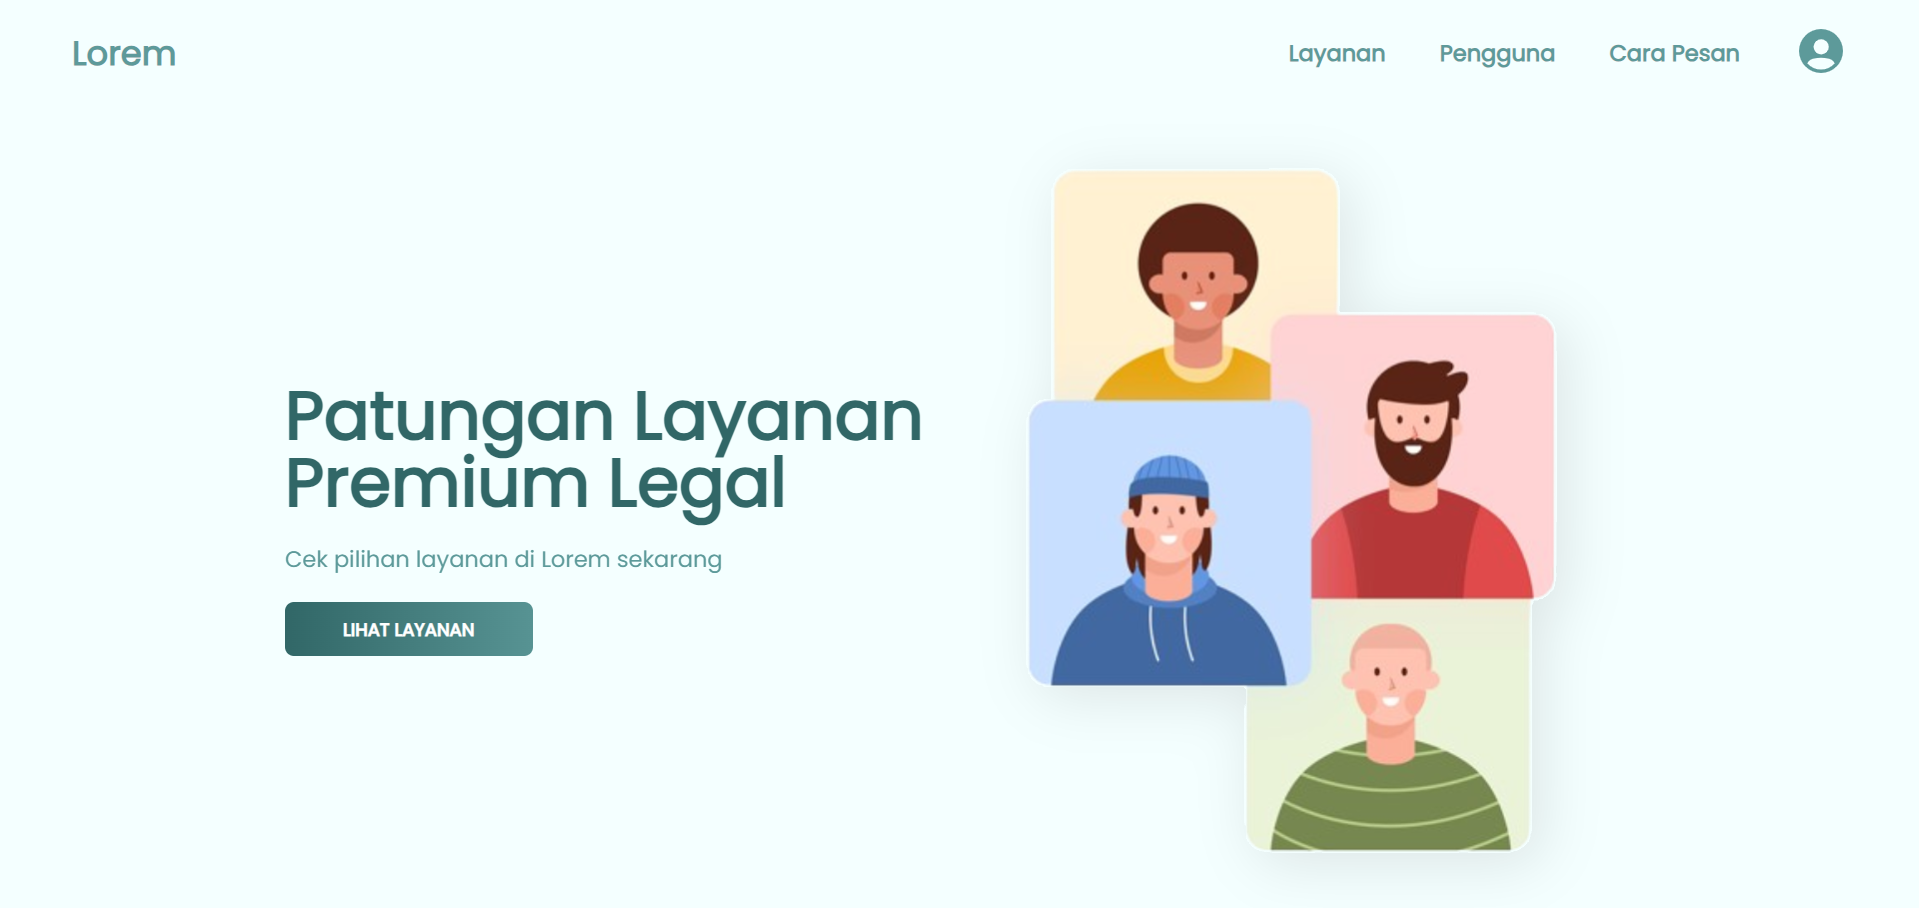 Lorem
Layanan
Pengguna
Cara Pesan
Patungan Layanan
Premium Legal
Cek pilihan layanan di Lorem sekarang
LIHAT LAYANAN